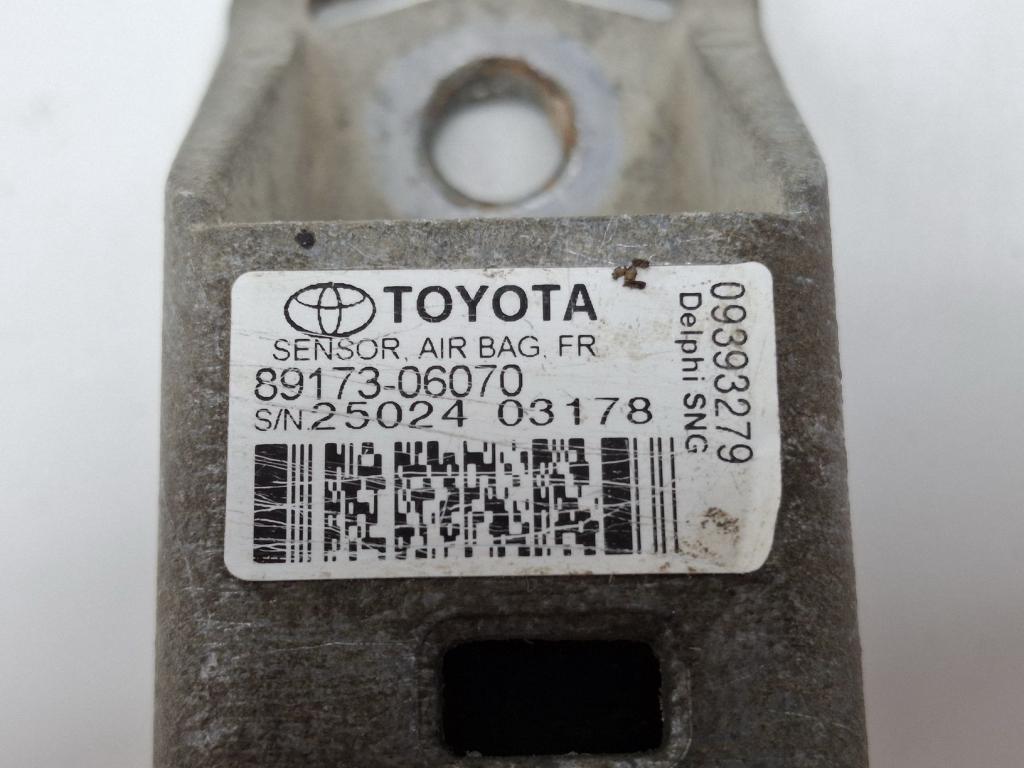 TOYOTA
SENSOR, AIR BAG, FR
89173-06070
S/N.25024 03178
09393279
Delphi SNG